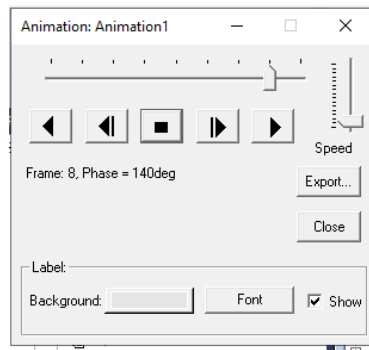 Animation: Animation1
Speed
Frame: 8, Phase = 140deg
Export...
Close
Label:
Background:
Font
Show